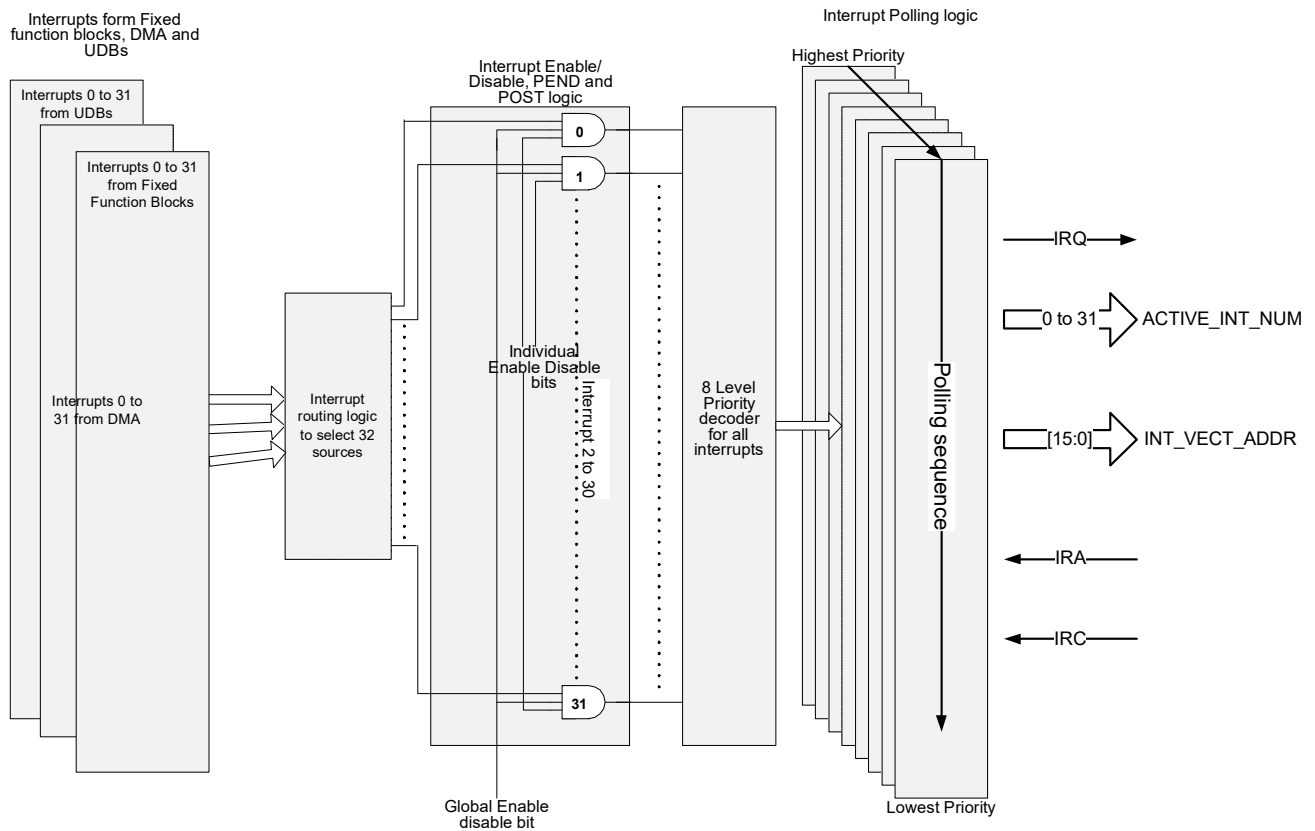 Interrupts form Fixed
function blocks, DMA and
UDBs
Interrupts 0 to 31
from UDBs
Interrupts 0 to 31
from Fixed
Function Blocks
Interrupts 0 to
31 from DMA
Interrupt
routing logic
to select 32
sources
Interrupt Enable/
Disable, PEND and
POST logic
0
1
Individual
Enable Disable
bits
Interrupt 2 to 30
31
Global Enable
disable bit
8 Level
Priority
decoder
for all
interrupts
Interrupt Polling logic
Highest Priority
Polling sequence
Lowest Priority
IRQ
0 to 31
ACTIVE_INT_NUM
[15:0]
INT_VECT_ADDR
IRA
IRC